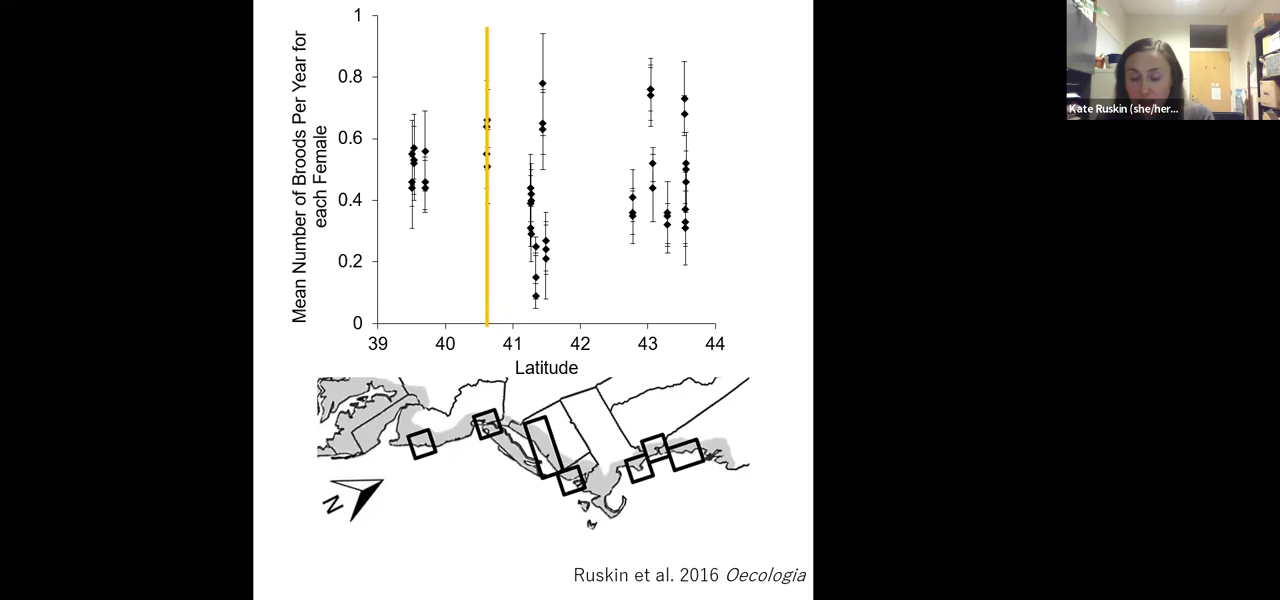 Mean Number of Broods Per Year for
each Female
1
0.8
0.6
0.4
0.2
0
39 40 41 42 43 44
Latitude
N
Ruskin et al. 2016 Oecologia
Kate Ruskin (she/her...